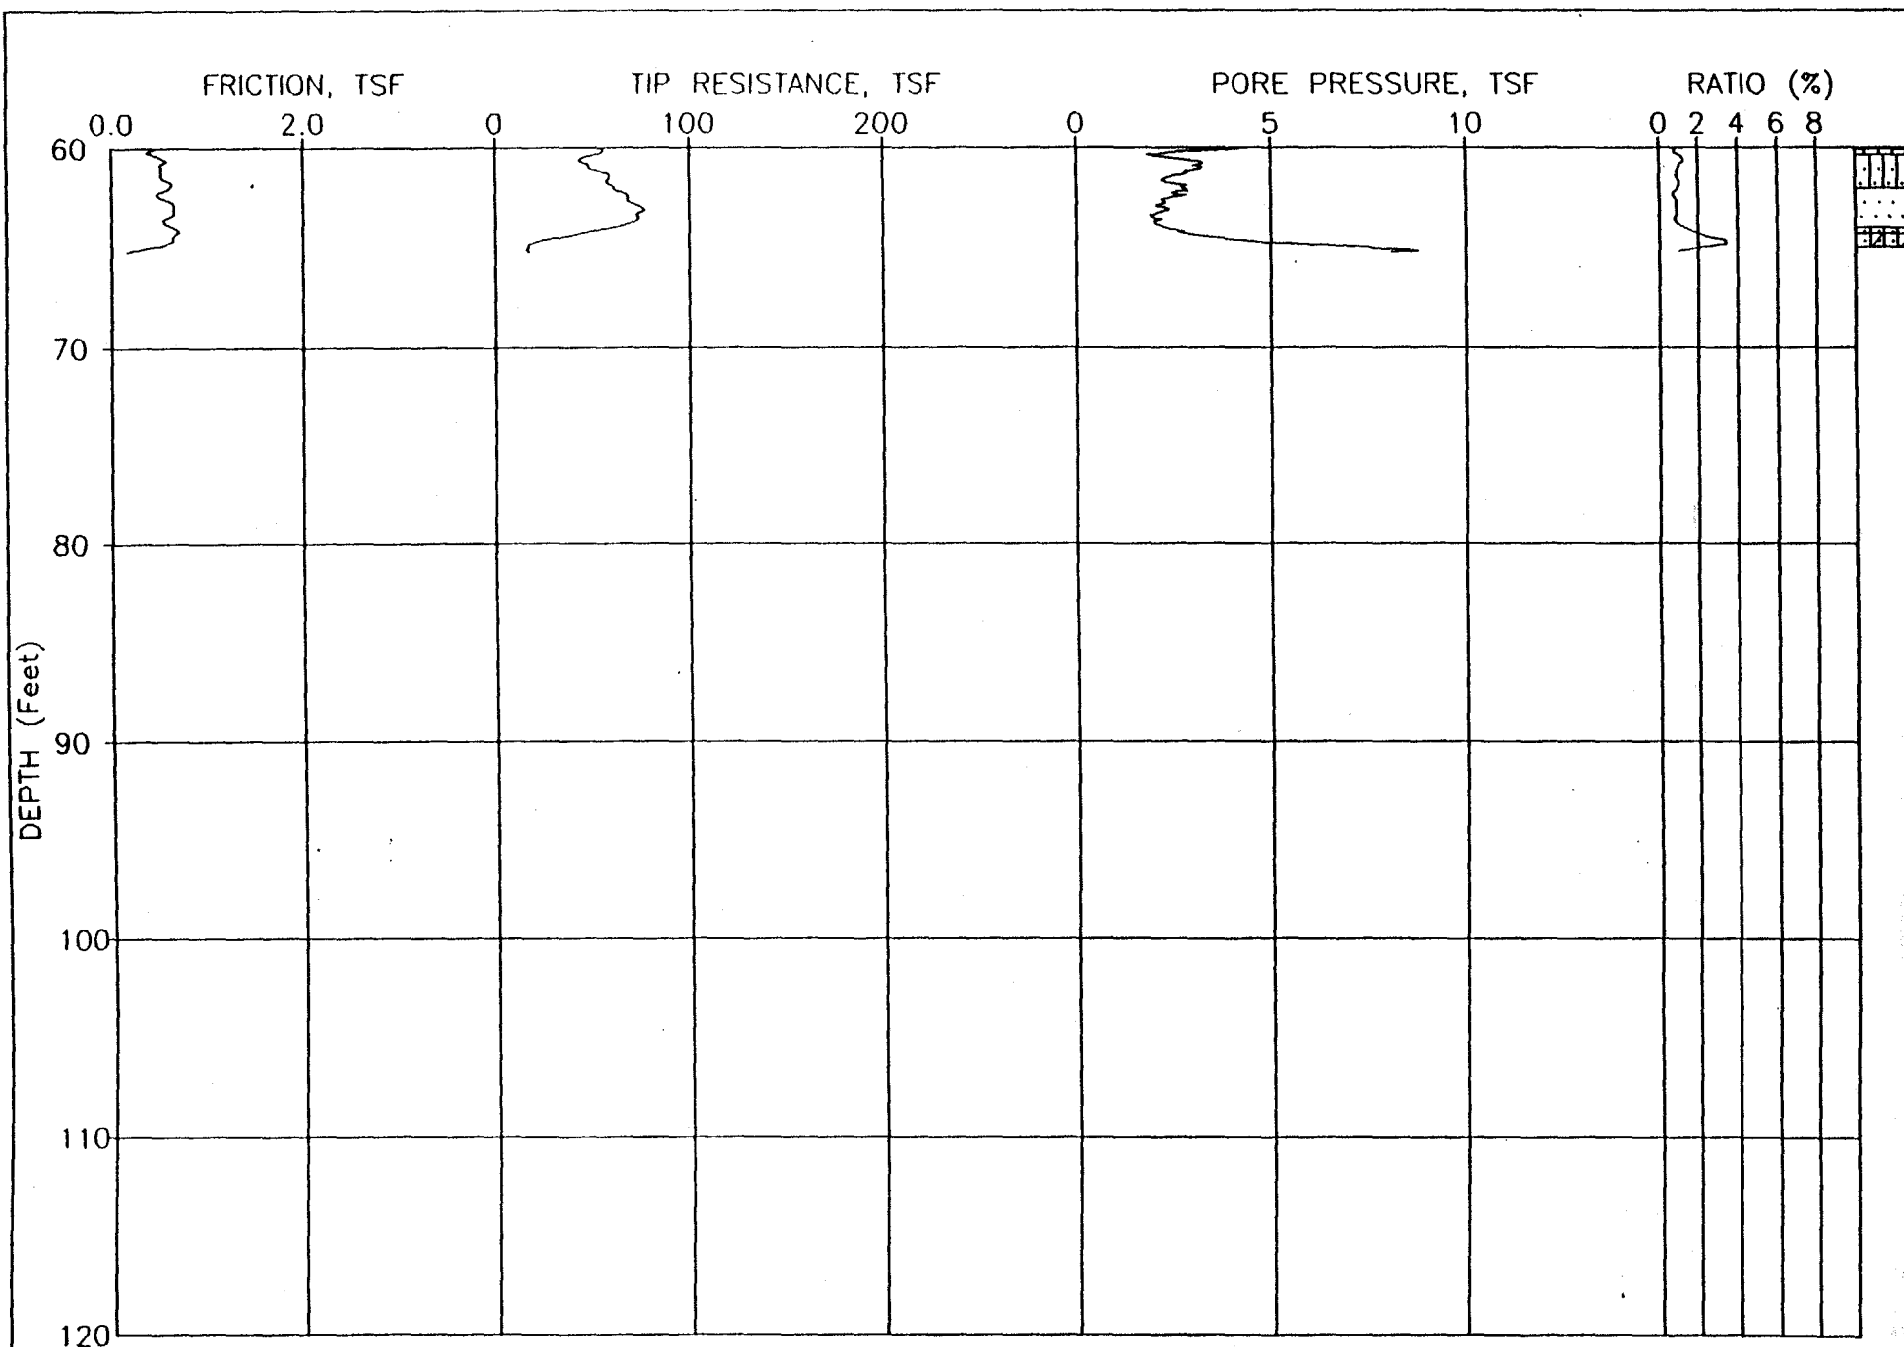 FRICTION, TSF TIP RESISTANCE, TSF PORE PRESSURE, TSF RATIO (%)
0.0 2.0 0 100 200 0 5 10 0 2 4 6 8
60
70
80
DEPTH (Feet)
90
100
110
120